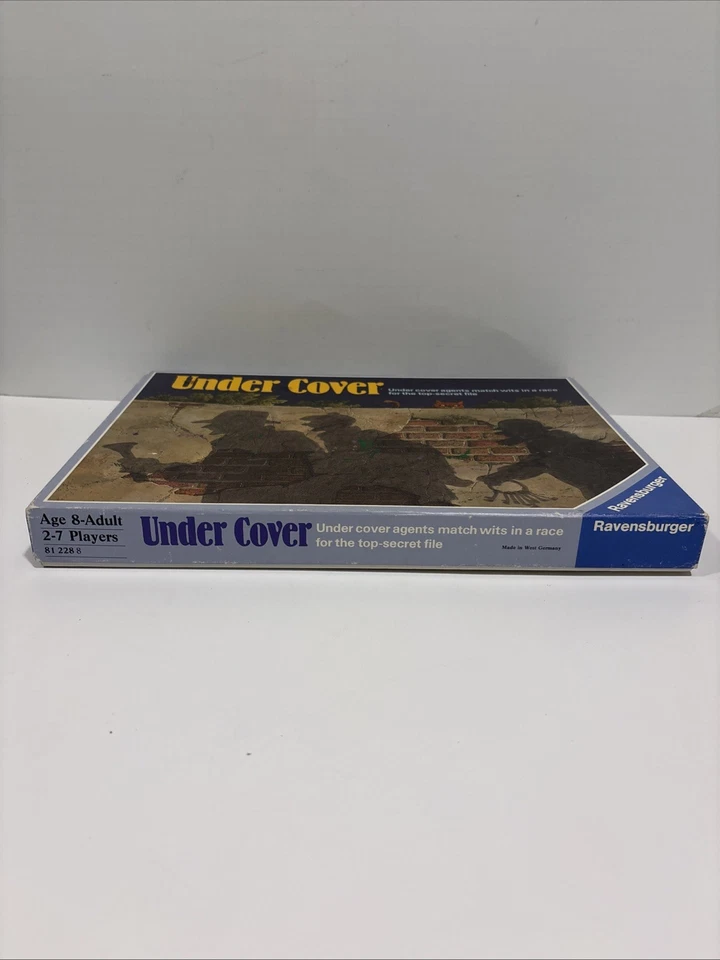 Under Cover
Under cover agents match wits in a race
for the top-secret file
Ravensburger
Age 8-Adult
2-7 Players
81 228 8
Under Cover
Under cover agents match wits in a race
for the top-secret file
Made in West Germany
Ravensburger